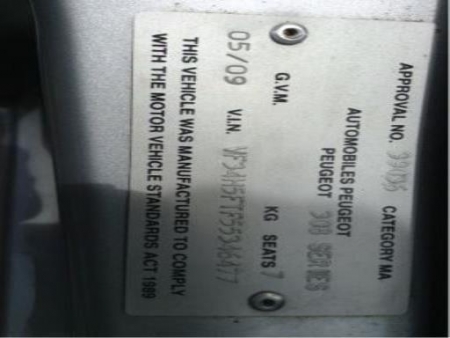 APPROVAL NO. CATEGORY MA
AUTOMOBILES PEUGEOT
PEUGEOT 308 SERIES
G.V.M. KG SEATS 7
05/09 V.I.N.
THIS VEHICLE WAS MANUFACTURED TO COMPLY
WITH THE MOTOR VEHICLE STANDARDS ACT 1989